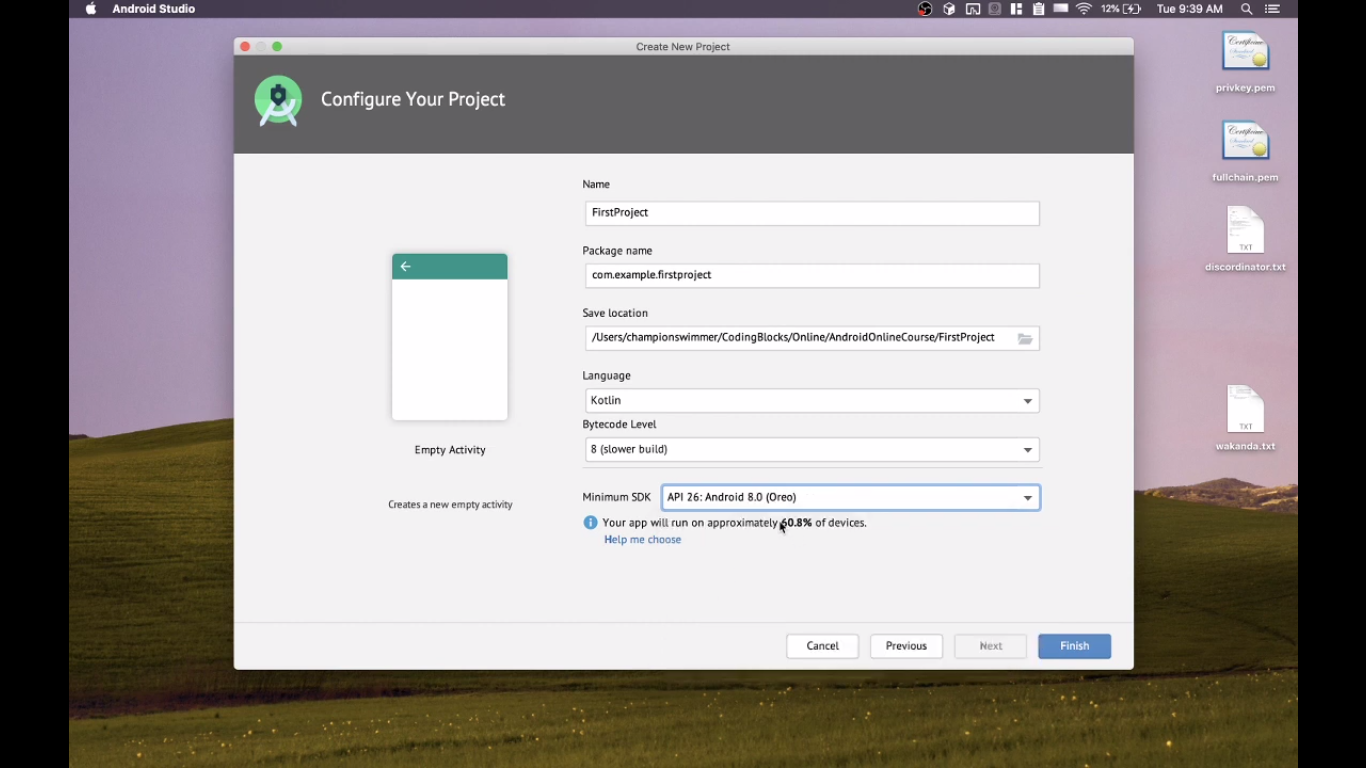 Android Studio
12%
Tue 9:39 AM
Create New Project
Configure Your Project
Name
FirstProject
Package name
com.example.firstproject
Save location
/Users/championswimmer/CodingBlocks/Online/AndroidOnlineCourse/FirstProject
Language
Kotlin
Bytecode Level
8 (slower build)
Minimum SDK
API 26: Android 8.0 (Oreo)
Your app will run on approximately 60.8% of devices.
Help me choose
Empty Activity
Creates a new empty activity
Cancel
Previous
Next
Finish
privkey.pem
fullchain.pem
TXT
discordinator.txt
TXT
wakanda.txt